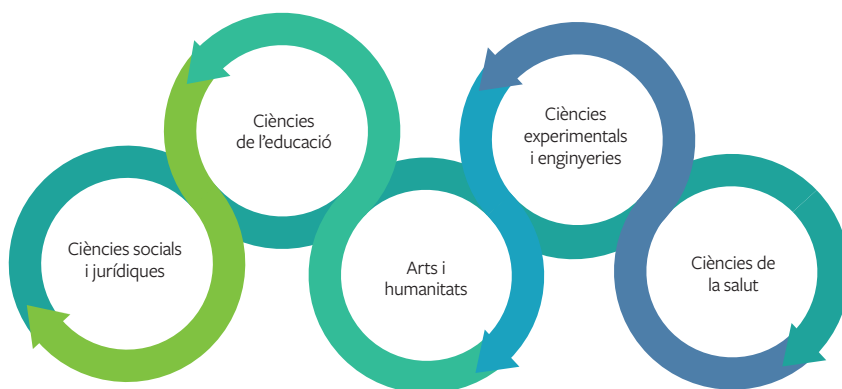 Ciències socials
i jurídiques
Ciències
de l’educació
Arts i
humanitats
Ciències
experimentals
i enginyeries
Ciències de
la salut